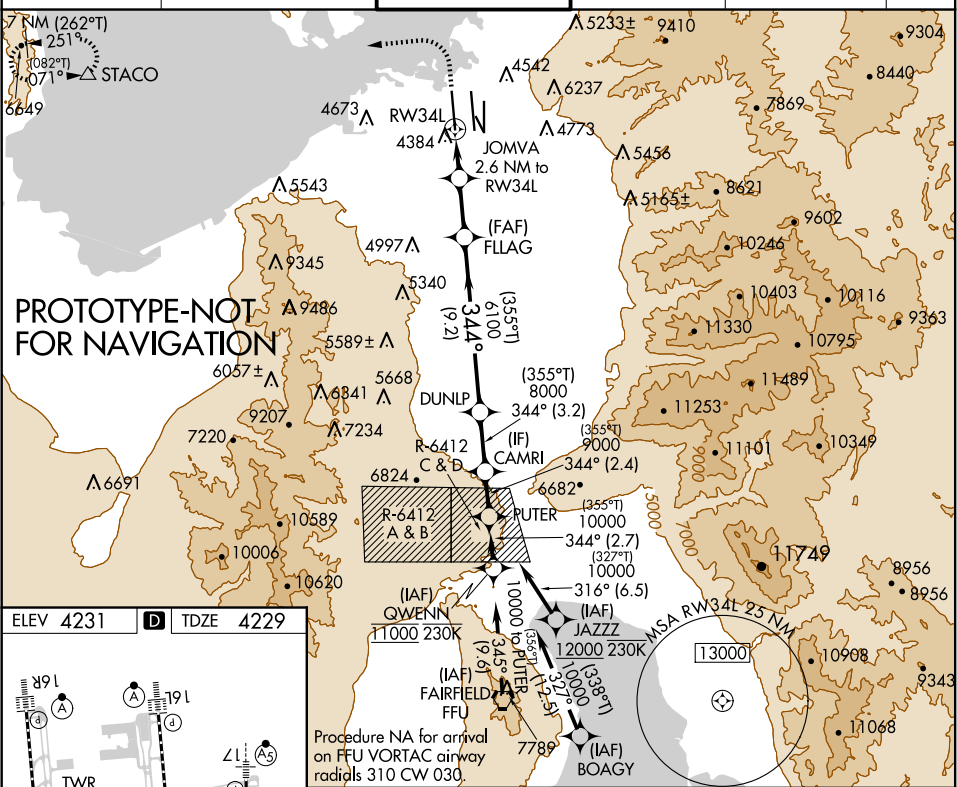 7 NM (262°T)
251°
(082°T)
071°
STACO
6649
5233±
9410
9304
4542
8440
6237
7869
4673
RW34L
4384
4773
JOMVA
2.6 NM to
RW34L
5456
5543
8621
5165±
9602
(FAF)
FLLAG
4997
10246
9345
5340
10403
10116
PROTOTYPE-NOT
FOR NAVIGATION
9486
344°
(9.2)
(355°T)
6100
9363
11330
5589±
10795
6057±
5668
6341
(355°T)
8000
11489
DUNLP
344° (3.2)
11253
9207
7234
7220
R-6412
C & D
(IF)
CAMRI
(355°T)
9000
344° (2.4)
11101
10349
9000
6691
6824
6682
5000
R-6412
A & B
PUTER
(355°T)
10000
344° (2.7)
10589
10006
(327°T)
10000
316° (6.5)
11749
8956
8956
10620
(IAF)
QWENN
11000 230K
10000 to PUTER
(356°T)
345°
(9.6)
(IAF)
JAZZZ
12000 230K
MSA RW34L 25 NM
13000
ELEV 4231
D
TDZE 4229
(338°T)
10000
327°
(12.5)
10908
9343
(IAF)
FAIRFIELD
FFU
11068
7789
(IAF)
BOAGY
Procedure NA for arrival
on FFU VORTAC airway
radials 310 CW 030.
16R
A
P
A
16L
P
17
A5
TWR